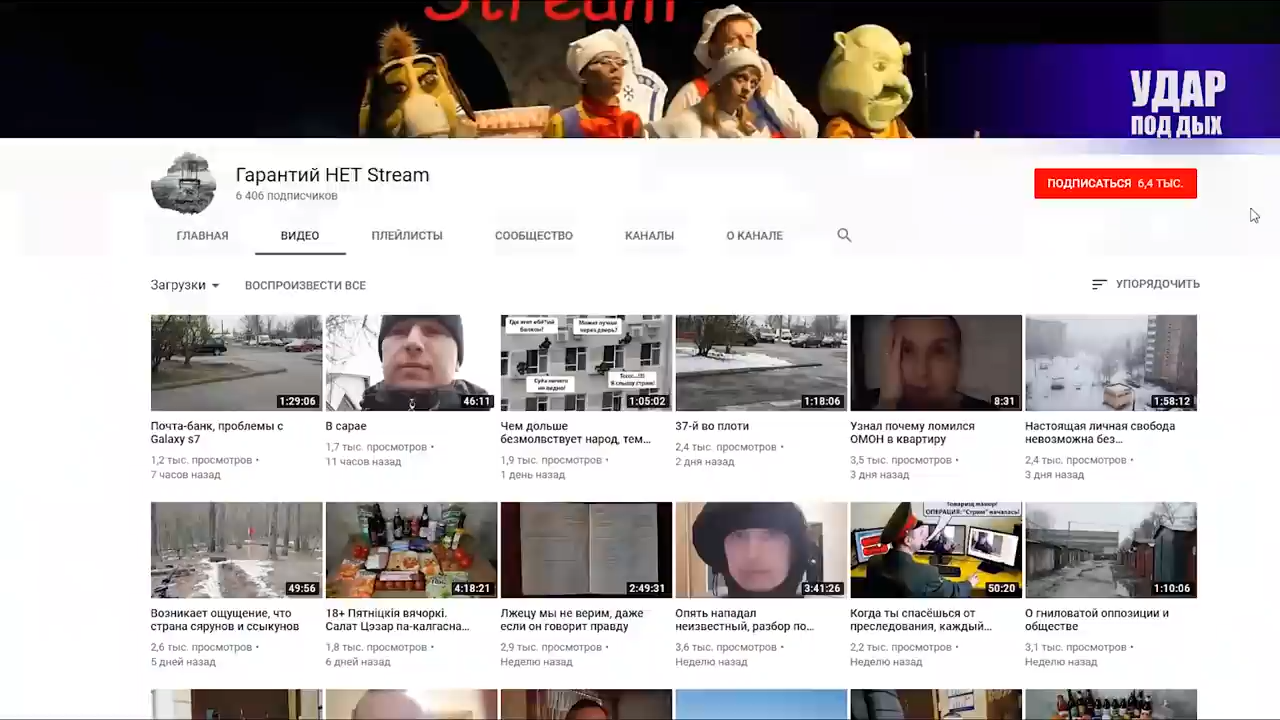 Stream
УДАР
ПОД ДЫХ
Гарантий НЕТ Stream
6 406 подписчиков
ПОДПИСАТЬСЯ 6,4 ТЫС.
ГЛАВНАЯ ВИДЕО ПЛЕЙЛИСТЫ СООБЩЕСТВО КАНАЛЫ О КАНАЛЕ
Загрузки ВОСПРОИЗВЕСТИ ВСЕ УПОРЯДОЧИТЬ
1:29:06
46:11
1:05:02
1:18:06
8:31
1:58:12
Почта-банк, проблемы с
Galaxy s7
1,2 тыс. просмотров •
7 часов назад
В сарае
1,7 тыс. просмотров •
11 часов назад
Чем дольше
безмолвствует народ, тем...
1,9 тыс. просмотров •
1 день назад
37-й во плоти
2,4 тыс. просмотров •
2 дня назад
Узнал почему ломился
ОМОН в квартиру
3,5 тыс. просмотров •
3 дня назад
Настоящая личная свобода
невозможна без...
2,4 тыс. просмотров •
3 дня назад
ОПЕРАЦИЯ: "Стрим" началась!
49:56
4:18:21
2:49:31
3:41:26
50:20
1:10:06
Возникает ощущение, что
страна сярунов и ссыкунов
2,6 тыс. просмотров •
5 дней назад
18+ Пятніцкія вячоркі.
Салат Цэзар па-калгасна...
1,8 тыс. просмотров •
6 дней назад
Лжецу мы не верим, даже
если он говорит правду
2,9 тыс. просмотров •
Неделю назад
Опять нападал
неизвестный, разбор по...
3,6 тыс. просмотров •
Неделю назад
Когда ты спасёшься от
преследования, каждый...
2,2 тыс. просмотров •
Неделю назад
О гниловатой оппозиции и
обществе
3,1 тыс. просмотров •
Неделю назад